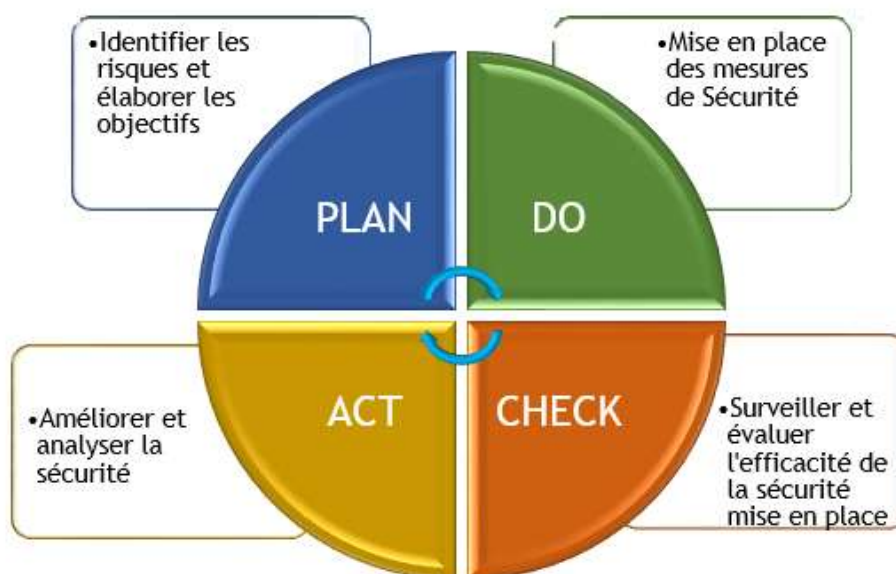 •Identifier les
risques et
élaborer les
objectifs
PLAN
•Mise en place
des mesures
de Sécurité
DO
•Améliorer et
analyser la
sécurité
ACT
CHECK
•Surveiller et
évaluer
l'efficacité de
la sécurité
mise en place